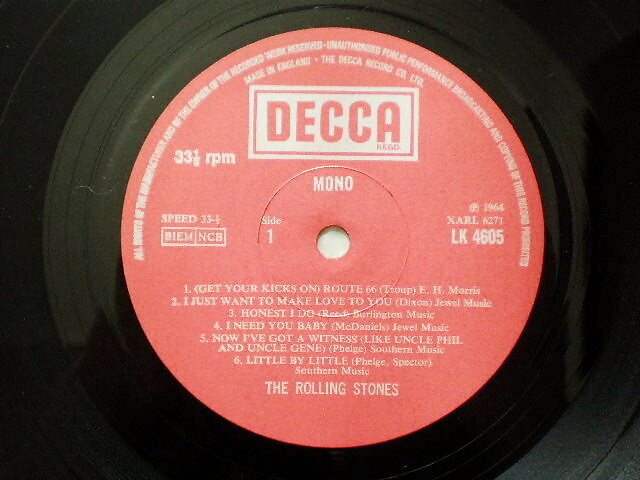 ALL RIGHTS OF THE MANUFACTURER AND OF THE OWNER OF THE RECORDED WORK RESERVED · UNAUTHORISED PUBLIC PERFORMANCE BROADCASTING AND COPYING OF THIS RECORD PROHIBITED
MADE IN ENGLAND · THE DECCA RECORD CO. LTD.
DECCA
REGD.
33⅓ rpm
MONO
SPEED 33-⅓
Side
1
BIEM NCB
℗ 1964
XARL 6271
LK 4605
1. (GET YOUR KICKS ON) ROUTE 66 (Troup) E. H. Morris
2. I JUST WANT TO MAKE LOVE TO YOU (Dixon) Jewel Music
3. HONEST I DO (Reed) Burlington Music
4. I NEED YOU BABY (McDaniels) Jewel Music
5. NOW I'VE GOT A WITNESS (LIKE UNCLE PHIL
AND UNCLE GENE) (Phelge) Southern Music
6. LITTLE BY LITTLE (Phelge, Spector)
Southern Music
THE ROLLING STONES